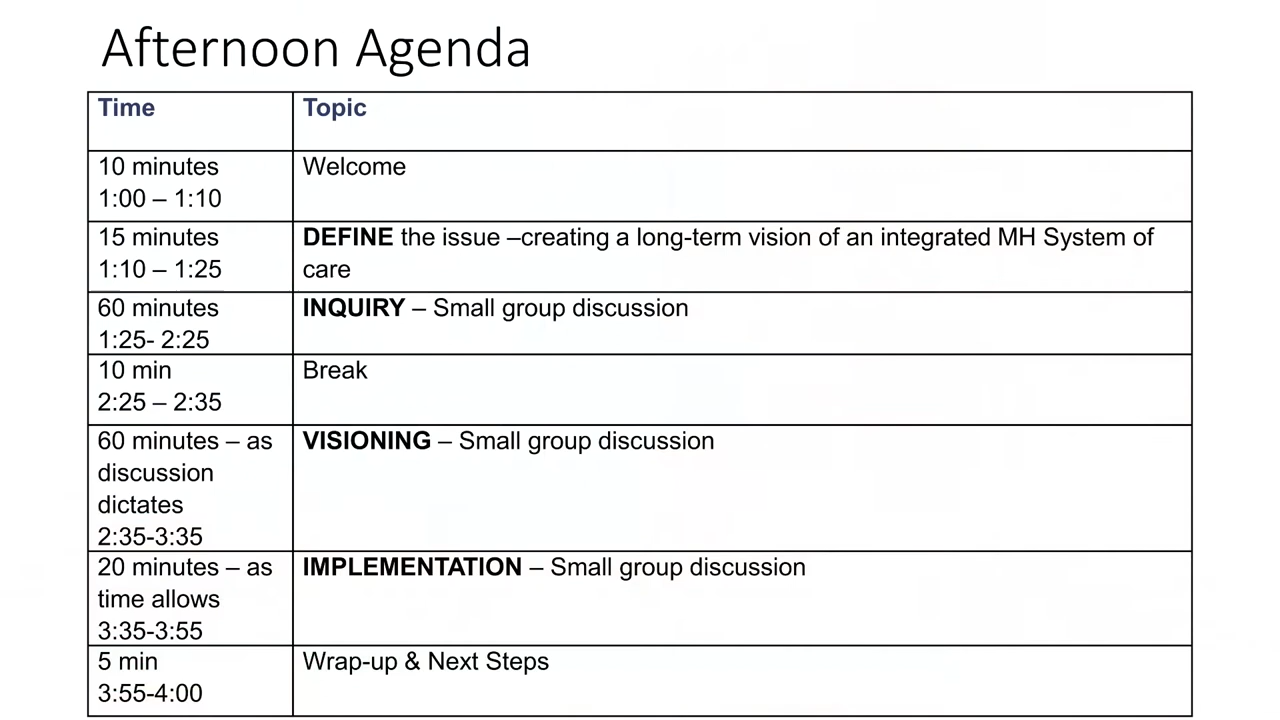 Afternoon Agenda
Time
Topic
10 minutes
1:00 – 1:10
Welcome
15 minutes
1:10 – 1:25
DEFINE the issue –creating a long-term vision of an integrated MH System of
care
60 minutes
1:25- 2:25
INQUIRY – Small group discussion
10 min
2:25 – 2:35
Break
60 minutes – as
discussion
dictates
2:35-3:35
VISIONING – Small group discussion
20 minutes – as
time allows
3:35-3:55
IMPLEMENTATION – Small group discussion
5 min
3:55-4:00
Wrap-up & Next Steps